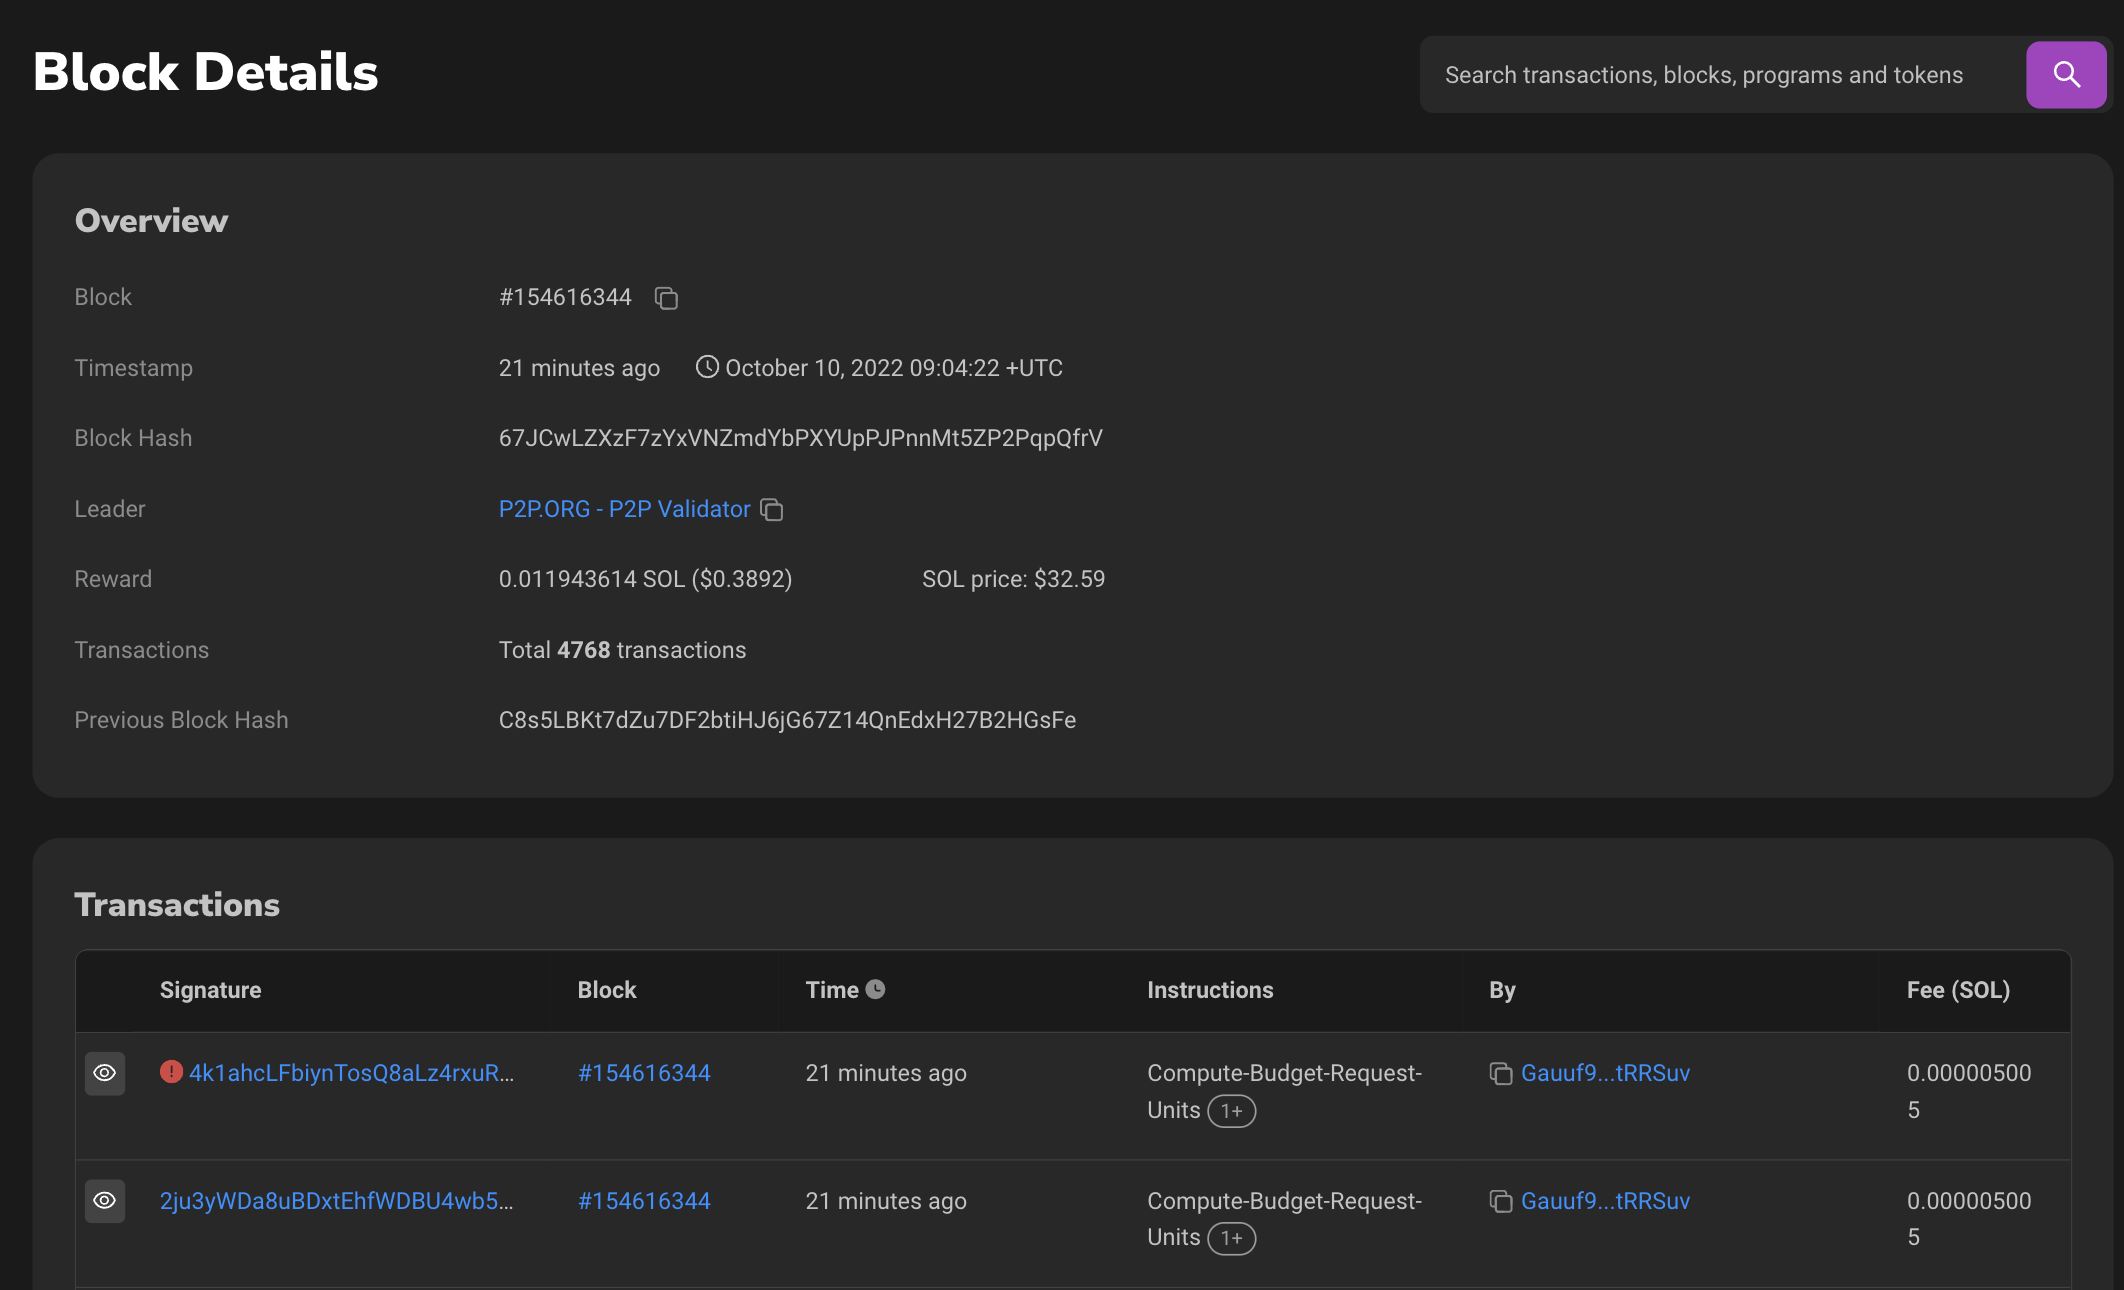 Block Details
Search transactions, blocks, programs and tokens
Overview
Block #154616344
Timestamp 21 minutes ago October 10, 2022 09:04:22 +UTC
Block Hash 67JCwLZXzF7zYxVNZmdYbPXYUpPJPnnMt5ZP2PqpQfrV
Leader P2P.ORG - P2P Validator
Reward 0.011943614 SOL ($0.3892) SOL price: $32.59
Transactions Total 4768 transactions
Previous Block Hash C8s5LBKt7dZu7DF2btiHJ6jG67Z14QnEdxH27B2HGsFe
Transactions
Signature Block Time Instructions By Fee (SOL)
4k1ahcLFbiynTosQ8aLz4rxuR... #154616344 21 minutes ago Compute-Budget-Request- Gauuf9...tRRSuv 0.00000500
Units 1+ 5
2ju3yWDa8uBDxtEhfWDBU4wb5... #154616344 21 minutes ago Compute-Budget-Request- Gauuf9...tRRSuv 0.00000500
Units 1+ 5